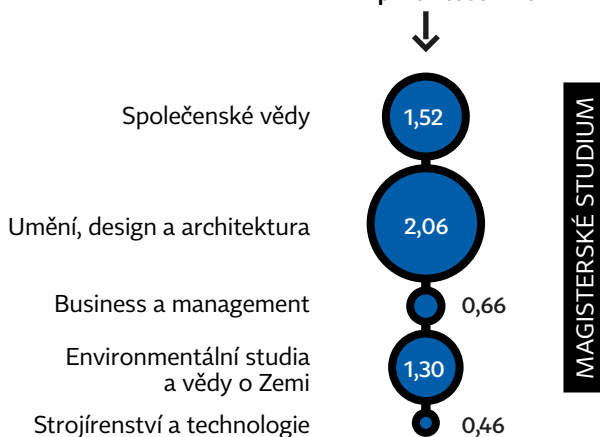 Společenské vědy
1,52
Umění, design a architektura
2,06
Business a management
0,66
Environmentální studia
a vědy o Zemi
1,30
Strojírenství a technologie
0,46
MAGISTERSKÉ STUDIUM